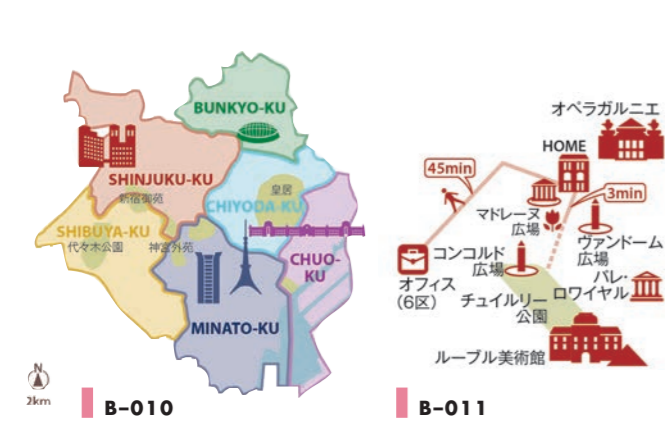 BUNKYO-KU
SHINJUKU-KU
新宿御苑
皇居
CHIYODA-KU
SHIBUYA-KU
代々木公園
神宮外苑
CHUO-
KU
MINATO-KU
N
2km
B-010
オペラガルニエ
HOME
45min
3min
マドレーヌ
広場
ヴァンドーム
広場
コンコルド
広場
オフィス
(6区)
パレ・
ロワイヤル
チュイルリー
公園
ルーブル美術館
B-011